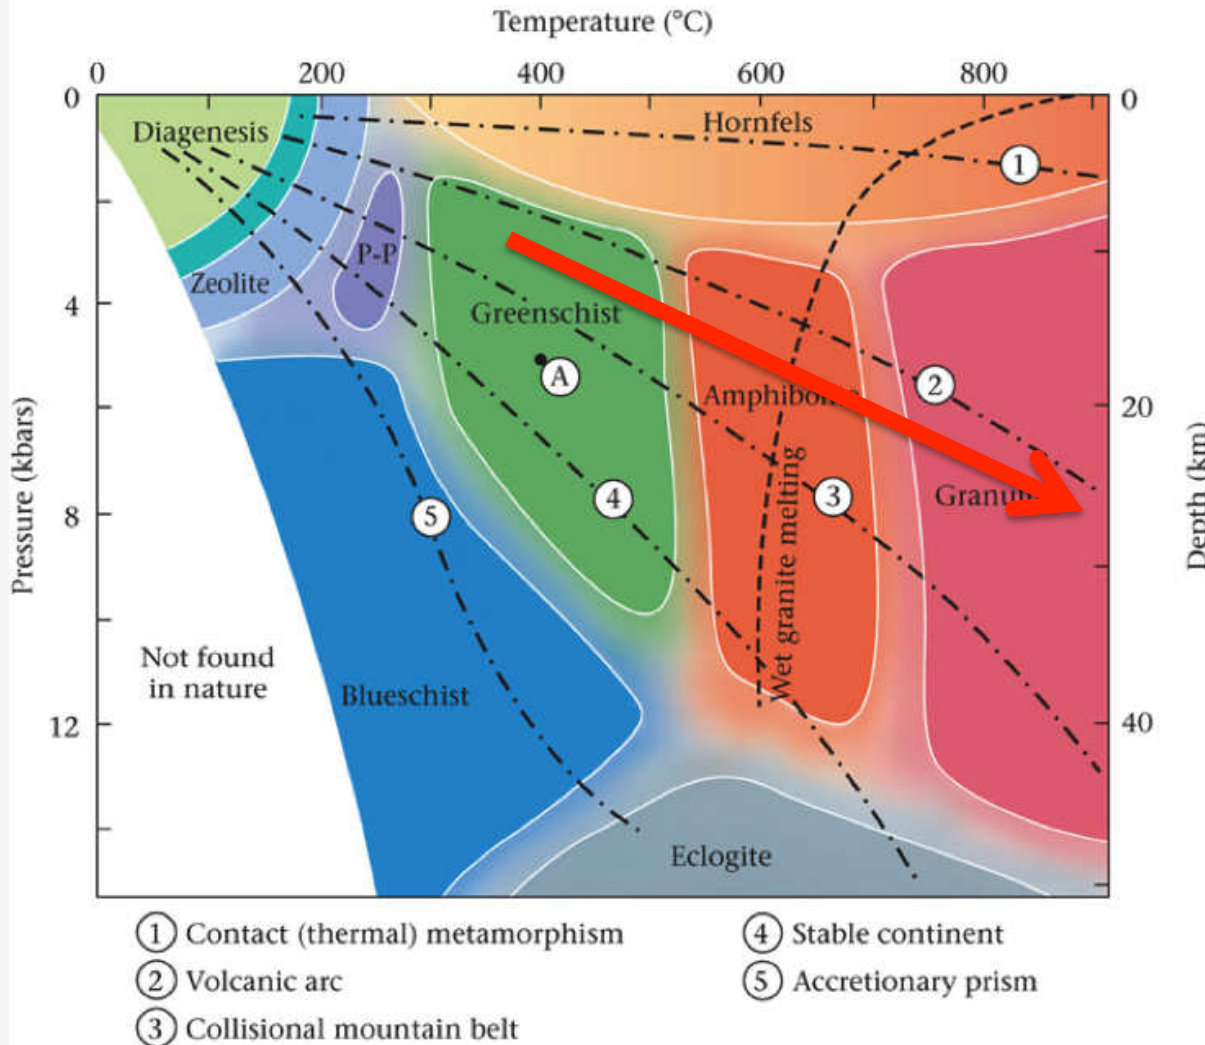 Temperature (°C)
0 200 400 600 800
0 0
Diagenesis
Hornfels
1
P-P
Zeolite
4
Greenschist
A
Amphibolite
2
20
Pressure (kbars)
Depth (km)
4
3
8
5
Wet granite melting
Not found
in nature
Blueschist
12
40
Eclogite
1 Contact (thermal) metamorphism
2 Volcanic arc
3 Collisional mountain belt
4 Stable continent
5 Accretionary prism